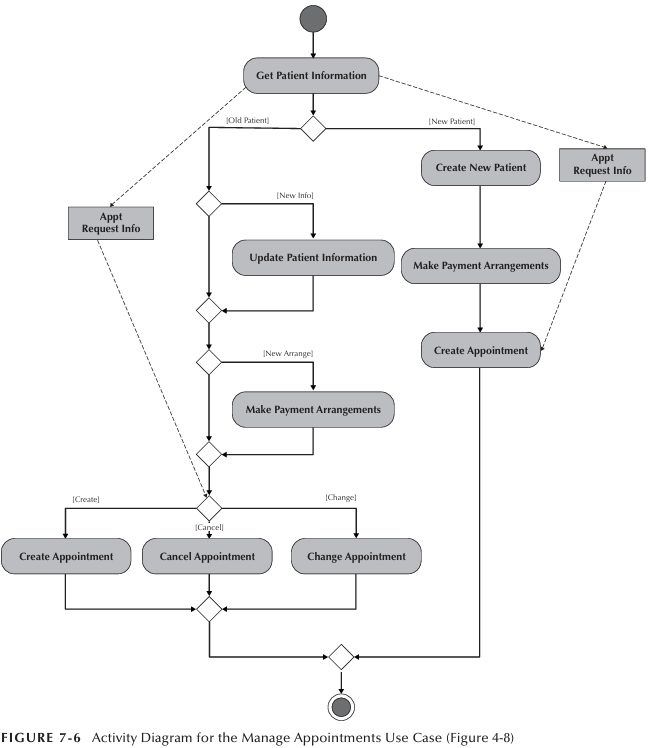 Get Patient Information
[Old Patient]
[New Patient]
Create New Patient
Appt
Request Info
[New Info]
Appt
Request Info
Update Patient Information
Make Payment Arrangements
Create Appointment
[New Arrange]
Make Payment Arrangements
[Create]
[Change]
[Cancel]
Create Appointment
Cancel Appointment
Change Appointment
FIGURE 7-6 Activity Diagram for the Manage Appointments Use Case (Figure 4-8)